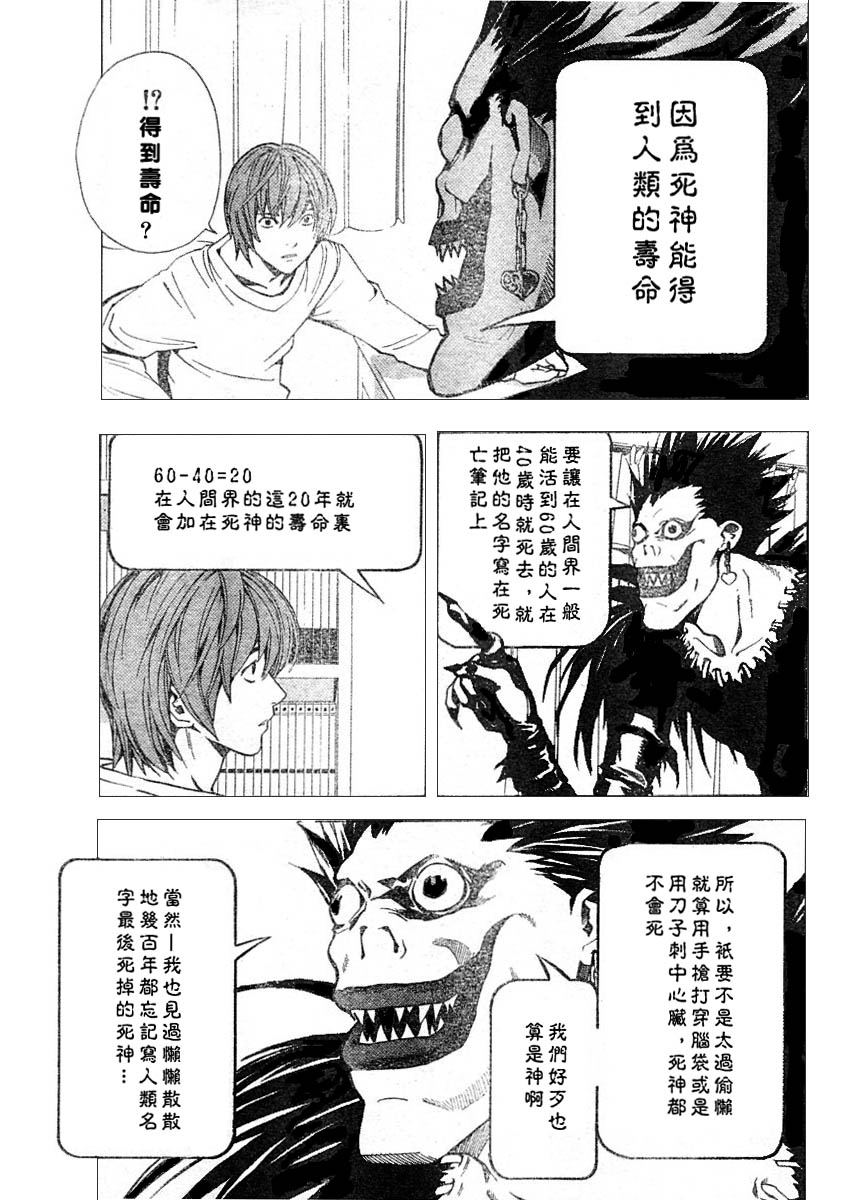 因爲死神能得
到人類的壽命
!?
得到壽命?
要讓在人間界一般
能活到60歲的人在
40歲時就死去,就
把他的名字寫在死
亡筆記上
60-40=20
在人間界的這20年就
會加在死神的壽命裏
所以,衹要不是太過偷懶
就算用手槍打穿腦袋或是
用刀子刺中心臟,死神都
不會死
我們好歹也
算是神啊
當然—我也見過懶懶散散
地幾百年都忘記寫人類名
字最後死掉的死神…